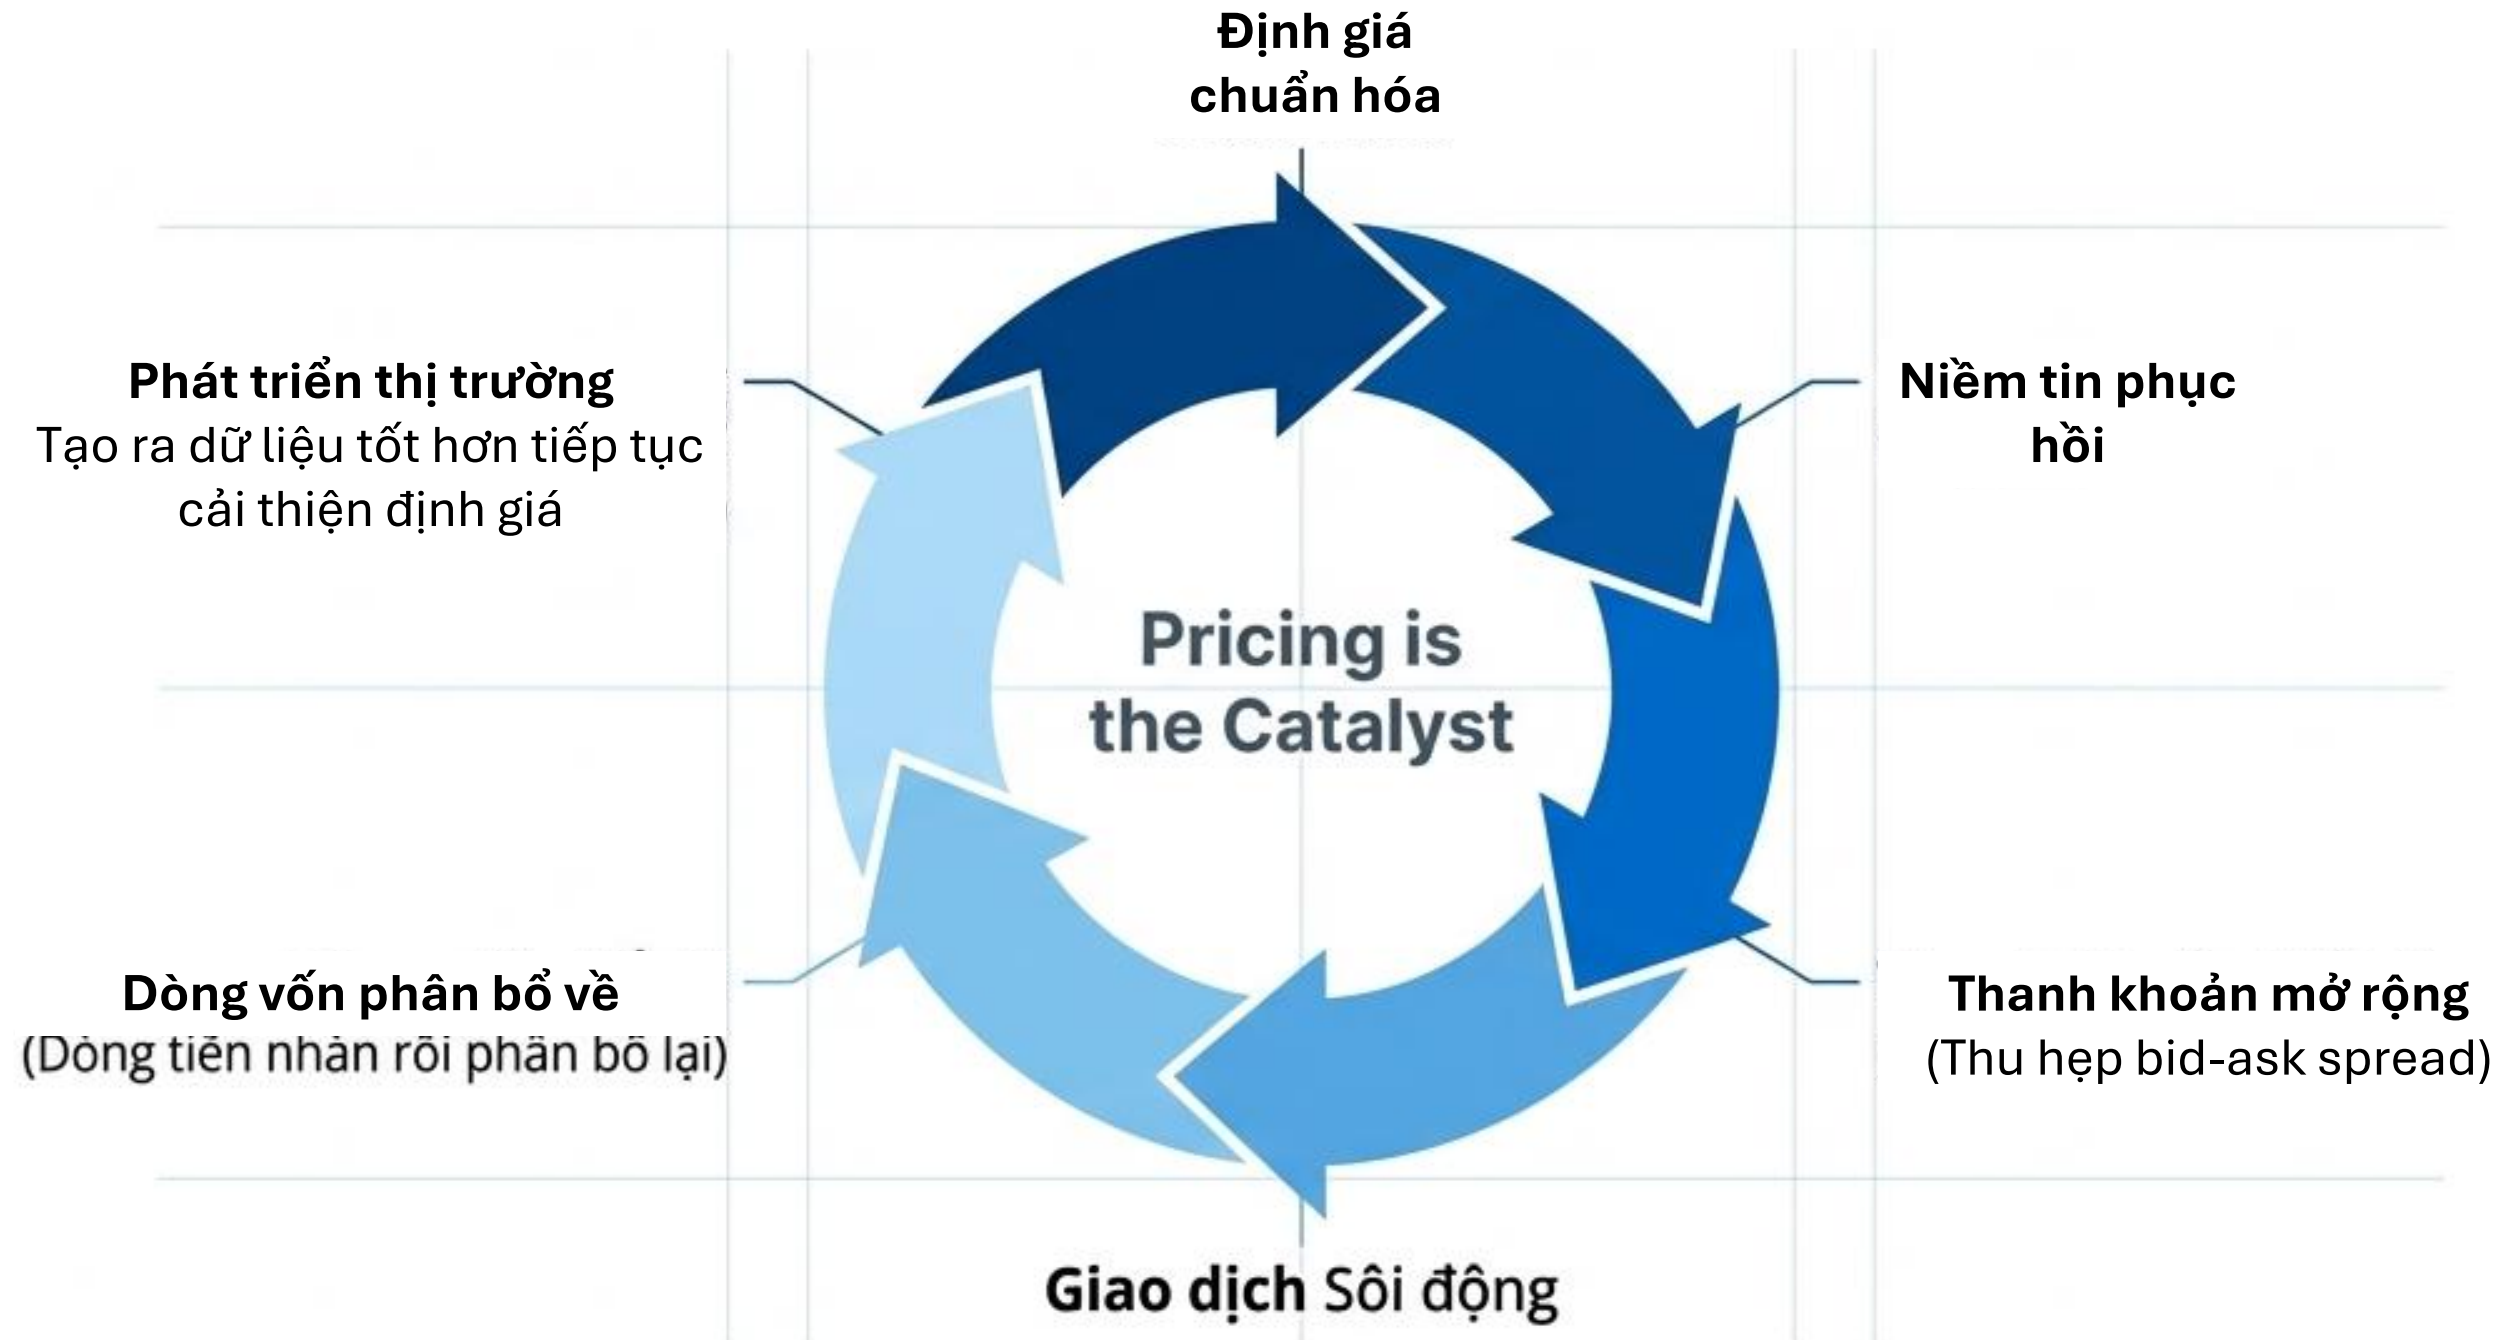 Định giá
chuẩn hóa
Niềm tin phục
hồi
Thanh khoản mở rộng
(Thu hẹp bid-ask spread)
Giao dịch Sôi động
Dòng vốn phân bổ về
(Dòng tiền nhàn rỗi phân bổ lại)
Phát triển thị trường
Tạo ra dữ liệu tốt hơn tiếp tục
cải thiện định giá
Pricing is
the Catalyst